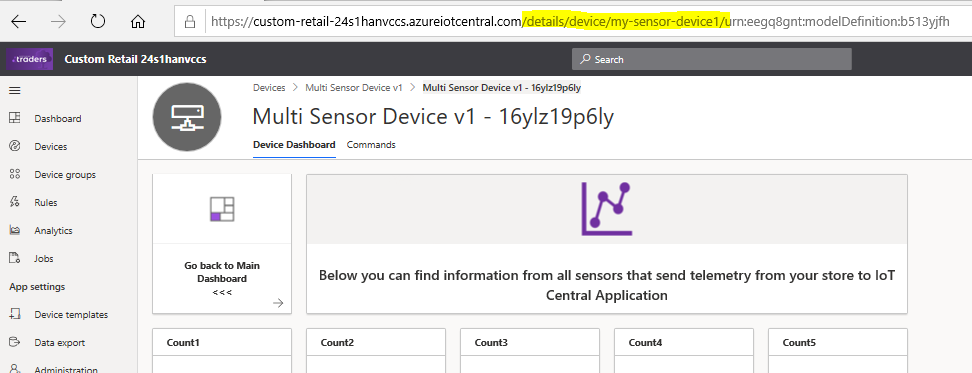 https://custom-retail-24s1hanvccs.azureiotcentral.com/details/device/my-sensor-device1/urn:eegq8gnt:modelDefinition:b513yjfh
traders
Custom Retail 24s1hanvccs
Search
Devices > Multi Sensor Device v1 > Multi Sensor Device v1 - 16ylz19p6ly
Multi Sensor Device v1 - 16ylz19p6ly
Device Dashboard Commands
Dashboard
Devices
Device groups
Rules
Analytics
Jobs
App settings
Device templates
Data export
Administration
Go back to Main
Dashboard
<<<
Below you can find information from all sensors that send telemetry from your store to IoT
Central Application
Count1 Count2 Count3 Count4 Count5